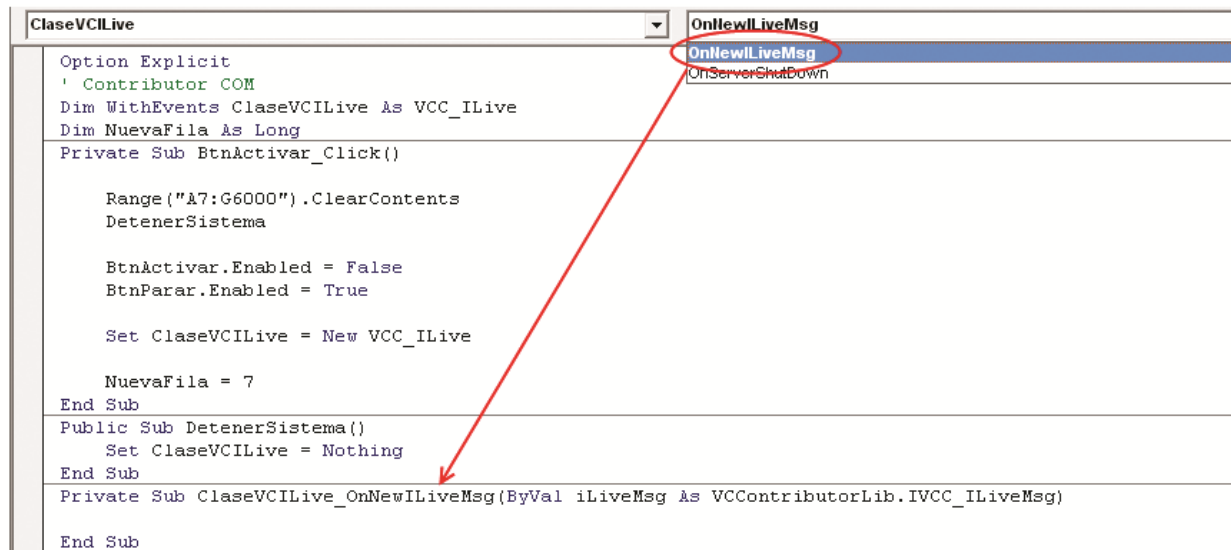 ClaseVCILive
OnNewILiveMsg
OnNewILiveMsg
OnServerShutDown
Option Explicit
' Contributor COM
Dim WithEvents ClaseVCILive As VCC_ILive
Dim NuevaFila As Long
Private Sub BtnActivar_Click()
Range("A7:G6000").ClearContents
DetenerSistema
BtnActivar.Enabled = False
BtnParar.Enabled = True
Set ClaseVCILive = New VCC_ILive
NuevaFila = 7
End Sub
Public Sub DetenerSistema()
Set ClaseVCILive = Nothing
End Sub
Private Sub ClaseVCILive_OnNewILiveMsg(ByVal iLiveMsg As VCContributorLib.IVCC_ILiveMsg)
End Sub